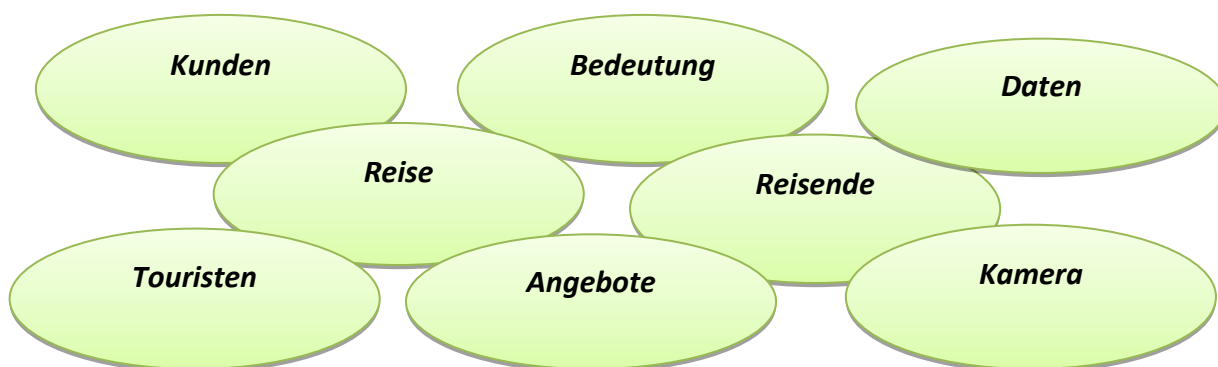 Kunden
Bedeutung
Daten
Reise
Reisende
Touristen
Angebote
Kamera